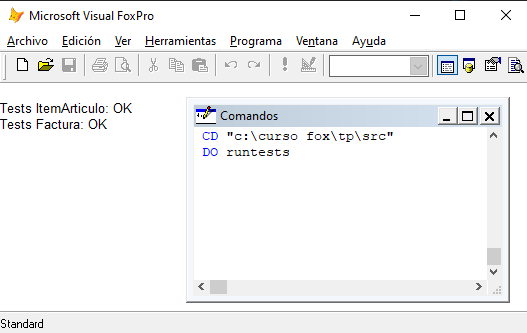 Microsoft Visual FoxPro
Archivo Edición Ver Herramientas Programa Ventana Ayuda
Tests ItemArticulo: OK
Tests Factura: OK
Comandos
CD "c:\curso fox\tp\src"
DO runtests
Standard